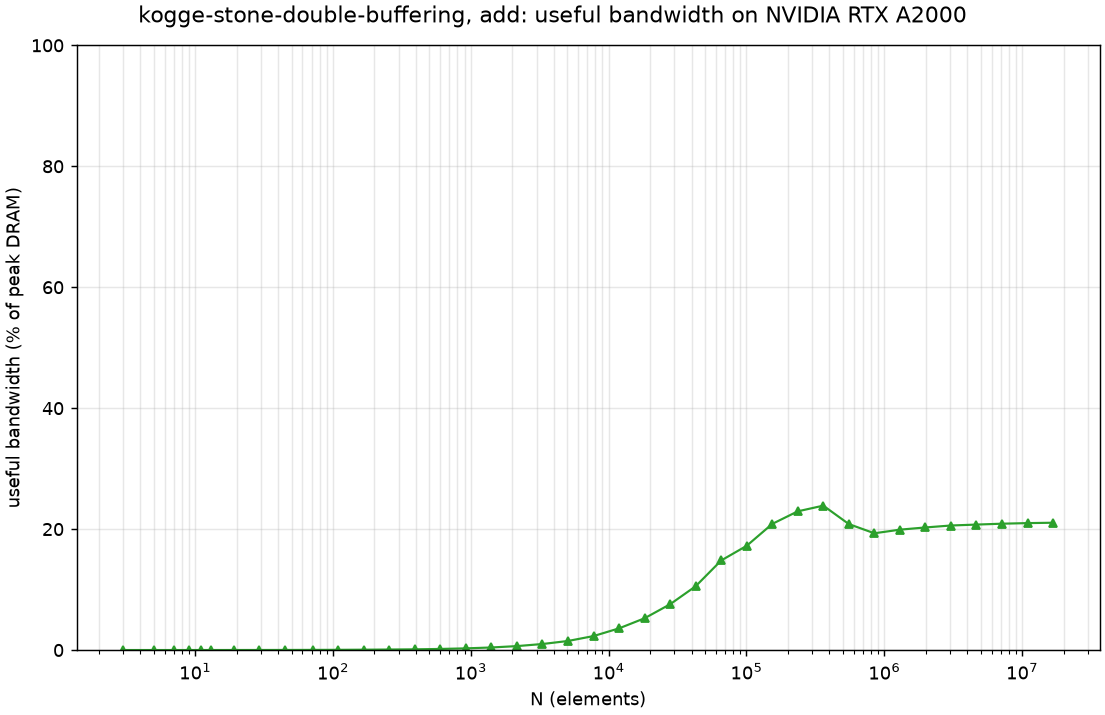 kogge-stone-double-buffering, add: useful bandwidth on NVIDIA RTX A2000
useful bandwidth (% of peak DRAM)
100
80
60
40
20
0
10¹ 10² 10³ 10⁴ 10⁵ 10⁶ 10⁷
N (elements)